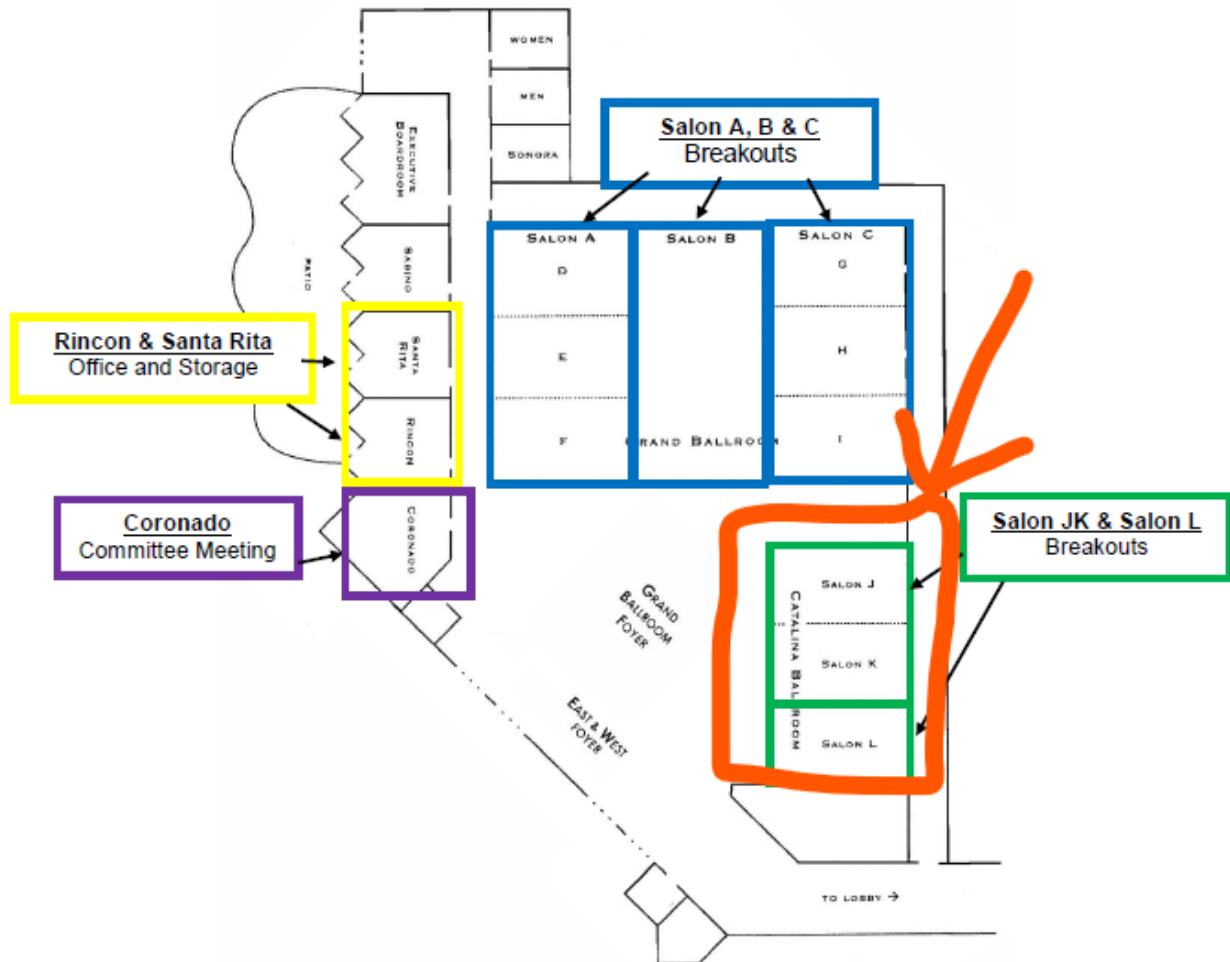 WOMEN
MEN
SONORA
Salon A, B & C
Breakouts
EXECUTIVE
BOARDROOM
SABINO
SANTA
RITA
RINCON
CORONADO
PATIO
Rincon & Santa Rita
Office and Storage
Coronado
Committee Meeting
SALON A
D
E
F
SALON B
GRAND BALLROOM
SALON C
G
H
I
Salon JK & Salon L
Breakouts
SALON J
SALON K
SALON L
CATALINA BALLROOM
GRAND
BALLROOM
FOYER
EAST & WEST
FOYER
TO LOBBY →